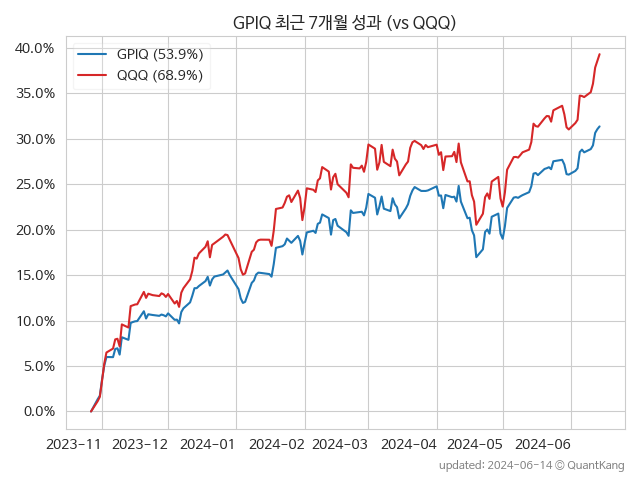 GPIQ 최근 7개월 성과 (vs QQQ)
GPIQ (53.9%)
QQQ (68.9%)
40.0%
35.0%
30.0%
25.0%
20.0%
15.0%
10.0%
5.0%
0.0%
2023-11 2023-12 2024-01 2024-02 2024-03 2024-04 2024-05 2024-06
updated: 2024-06-14 © QuantKang